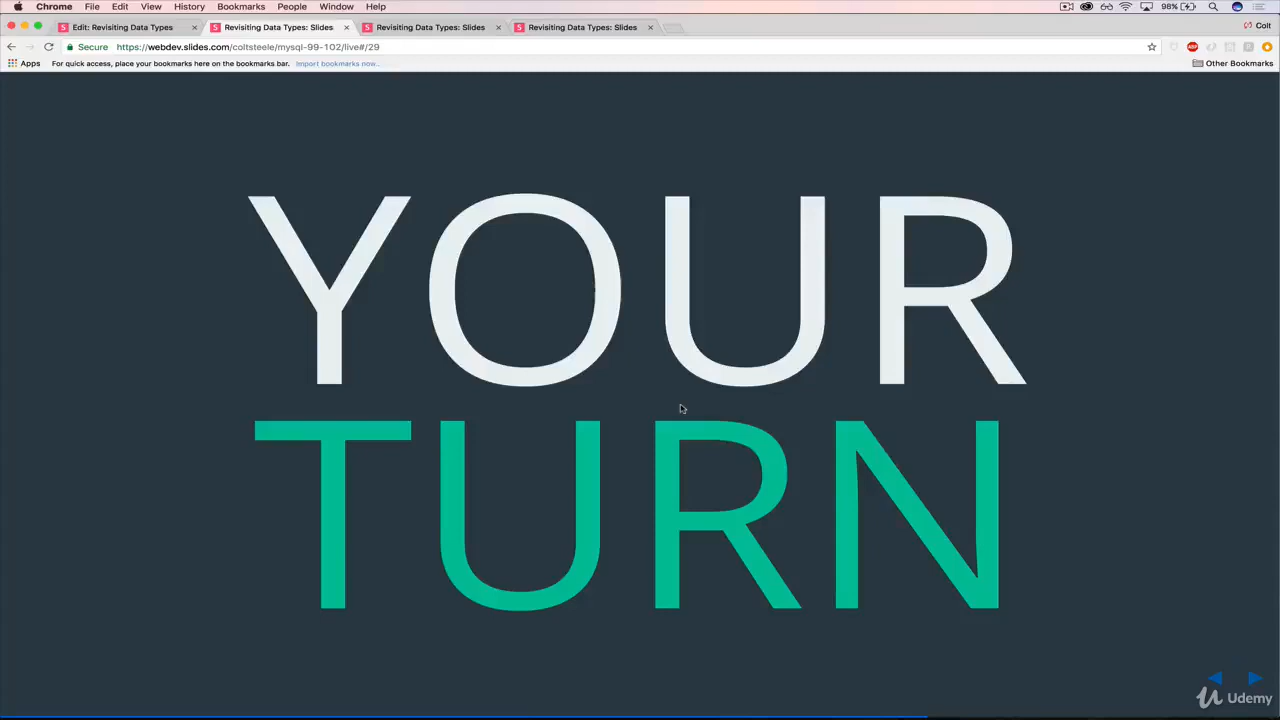 Chrome File Edit View History Bookmarks People Window Help 98%
Edit: Revisiting Data Types Revisiting Data Types: Slides Revisiting Data Types: Slides Revisiting Data Types: Slides Colt
Secure https://webdev.slides.com/coltsteele/mysql-99-102/live#/29 ABP
Apps For quick access, place your bookmarks here on the bookmarks bar. Import bookmarks now... Other Bookmarks
YOUR
TURN
Udemy